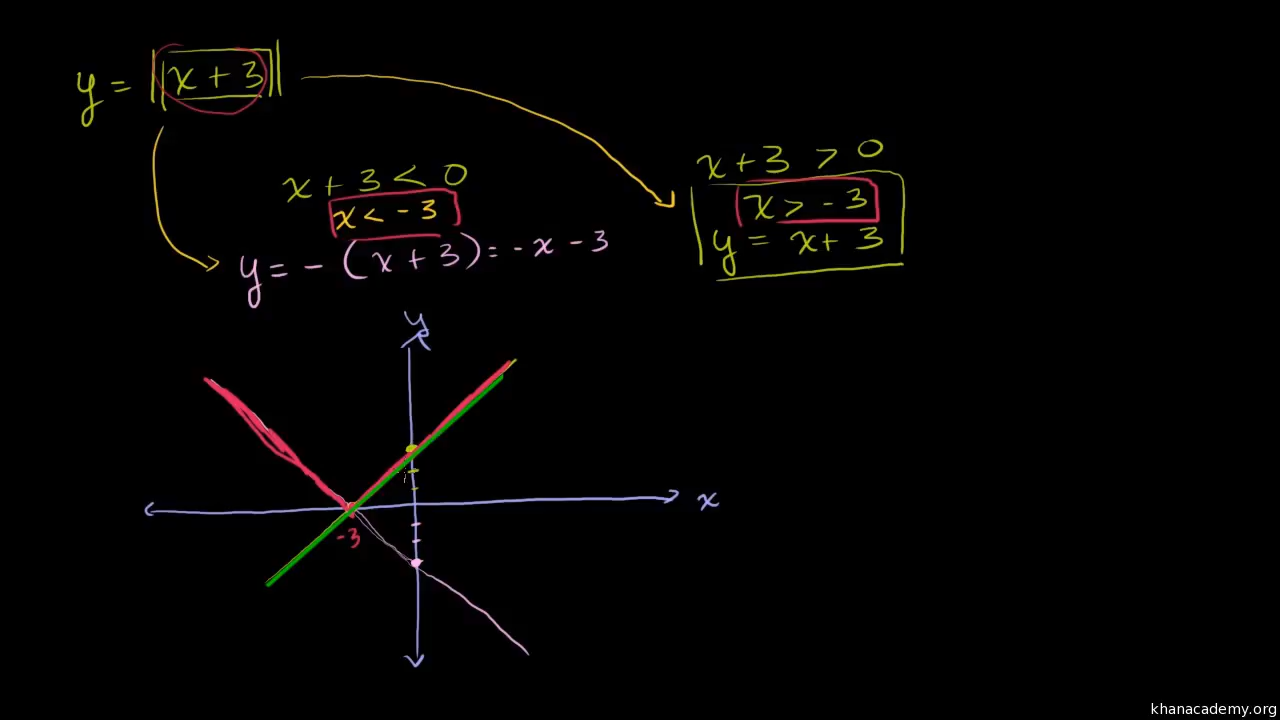 y = |x + 3|
x + 3 < 0
x < -3
y = - (x + 3) = -x - 3
x + 3 > 0
x > -3
y = x + 3
y
x
-3
khanacademy.org